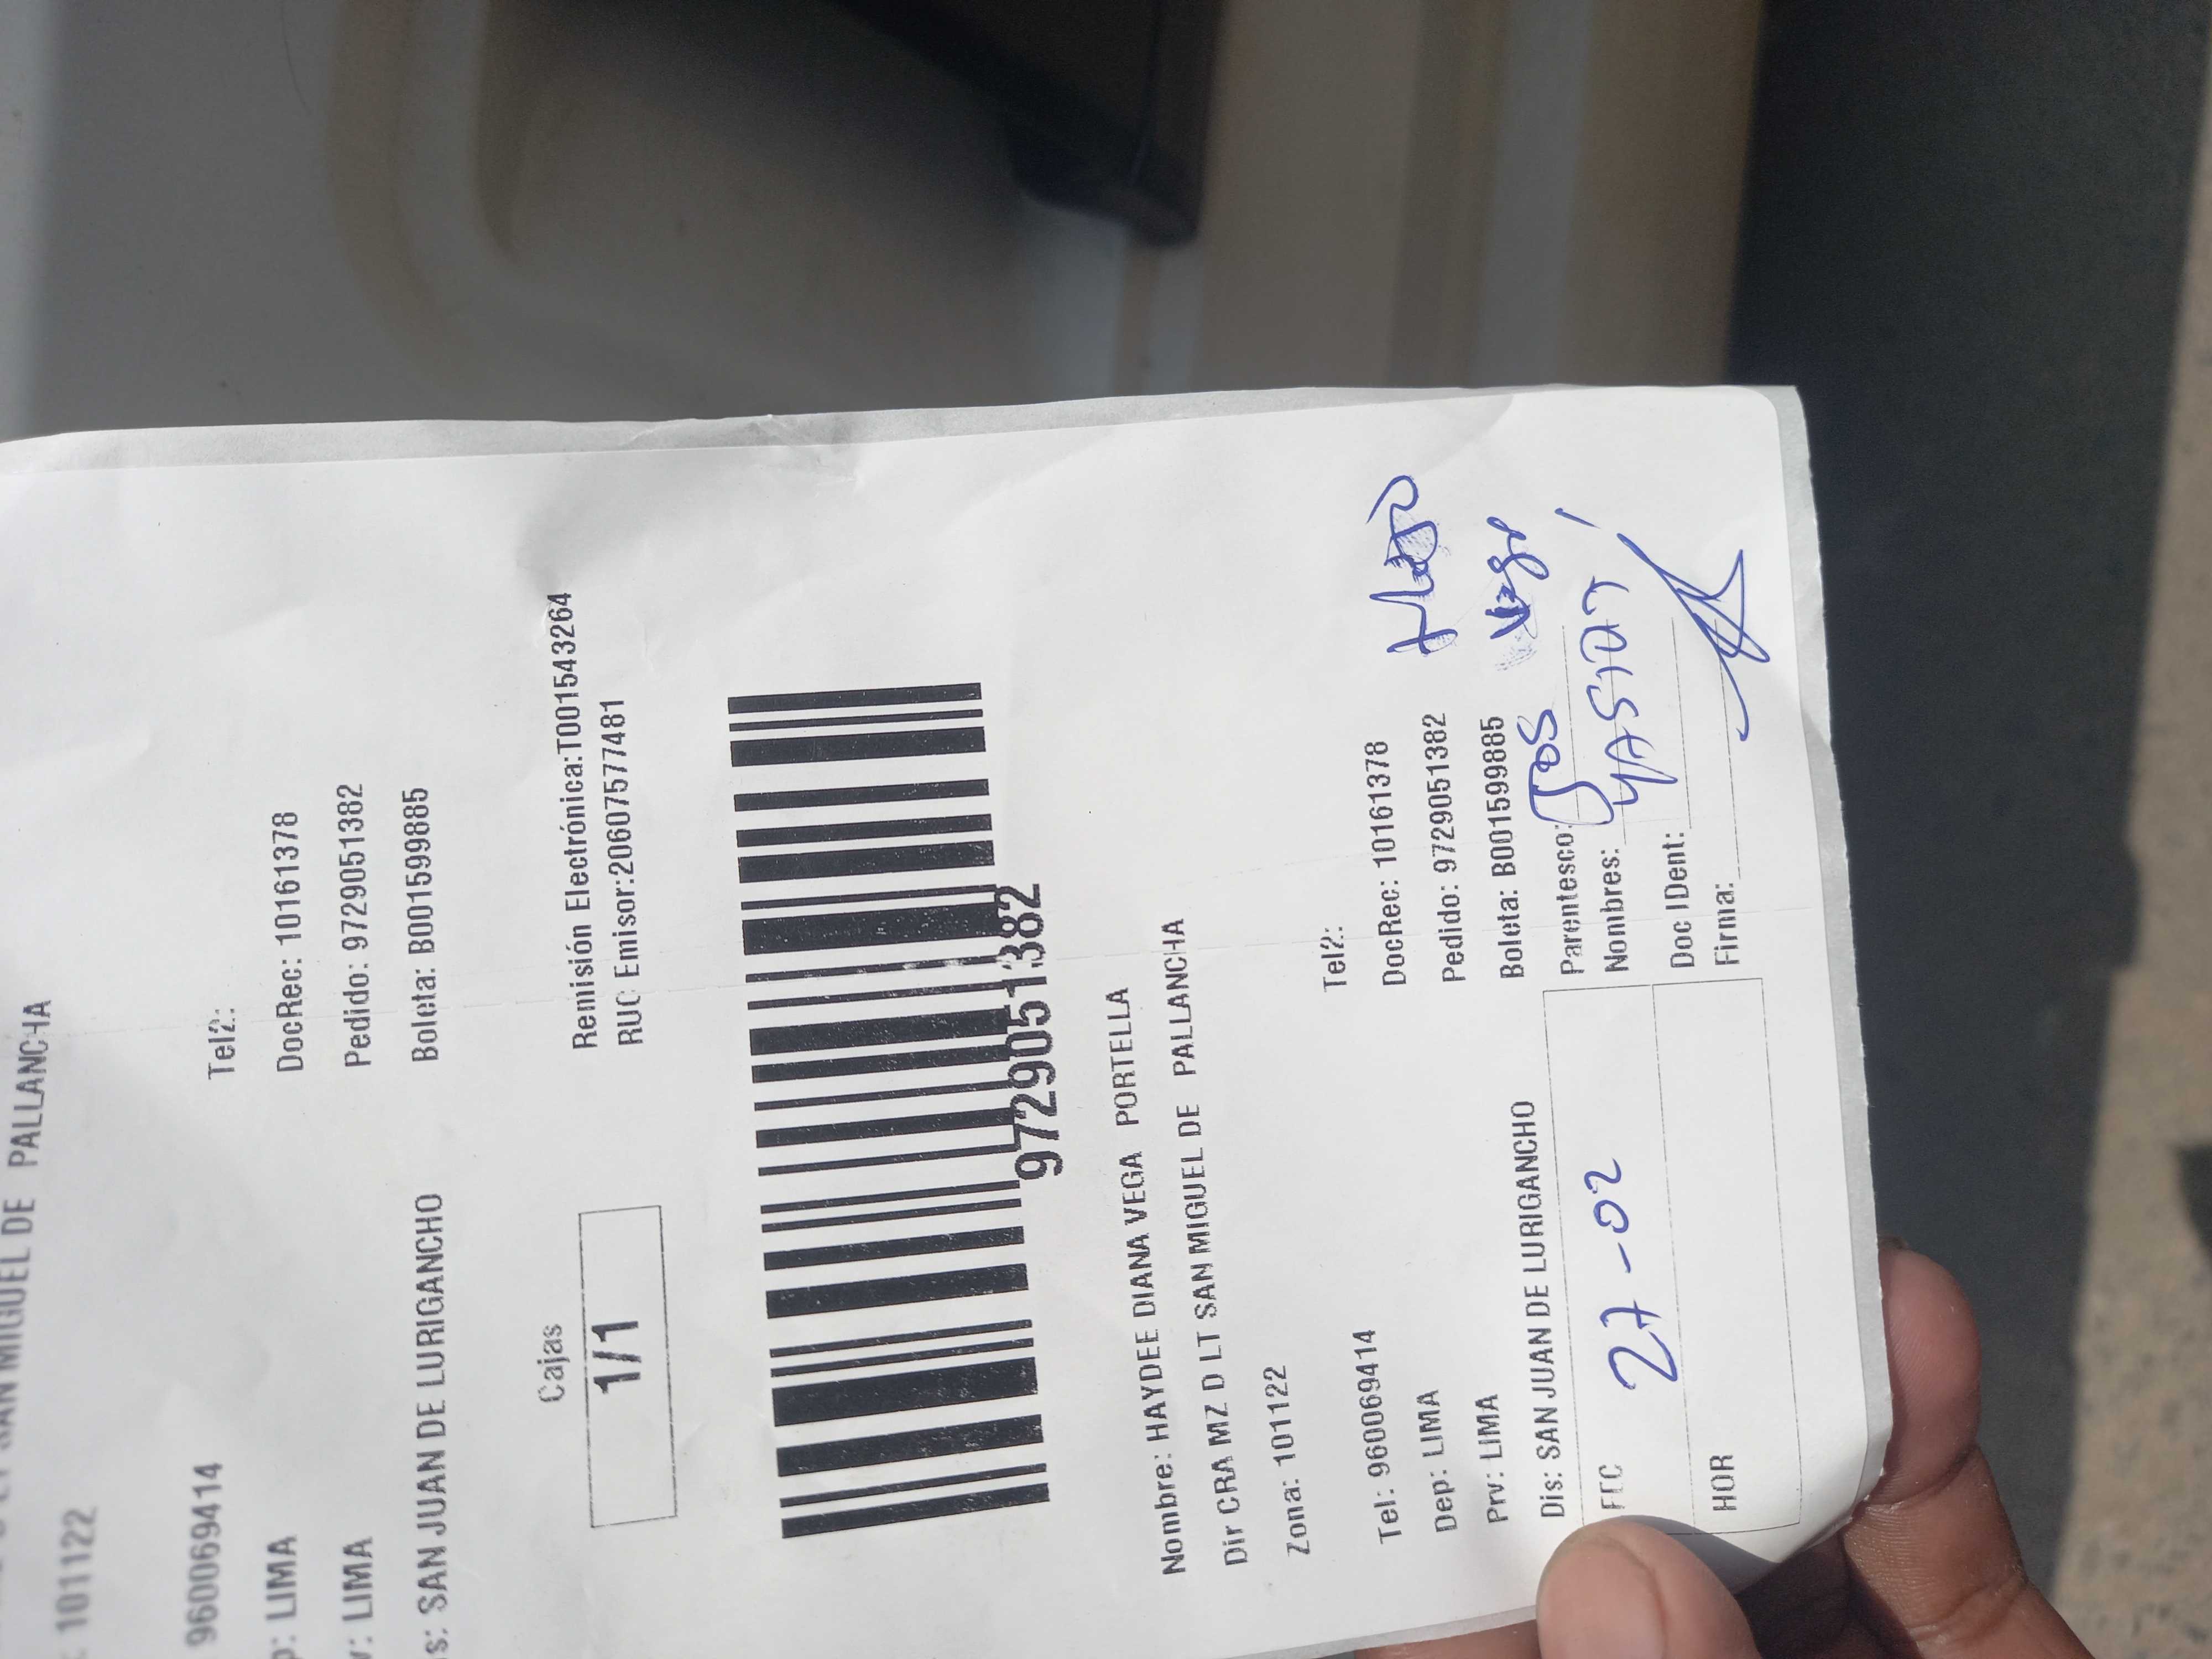 SAN MIGUEL DE PALLANCHA
: 101122
960069414
Tel2:
p: LIMA
DocRec: 10161378
v: LIMA
Pedido: 9729051382
s: SAN JUAN DE LURIGANCHO
Boleta: B001599885
Cajas
1/1
Remisión Electrónica:T001543264
RUC Emisor:20607577481
9729051382
Nombre: HAYDEE DIANA VEGA PORTELLA
Dir CRA MZ D LT SAN MIGUEL DE PALLANCHA
Zona: 101122
Tel: 960069414
Tel2:
Dep: LIMA
DocRec: 10161378
Prv: LIMA
Pedido: 9729051382
Dis: SAN JUAN DE LURIGANCHO
Boleta: B001599885
FEC 27-02
HOR
Parentesco:
Nombres:
Doc IDent:
Firma: